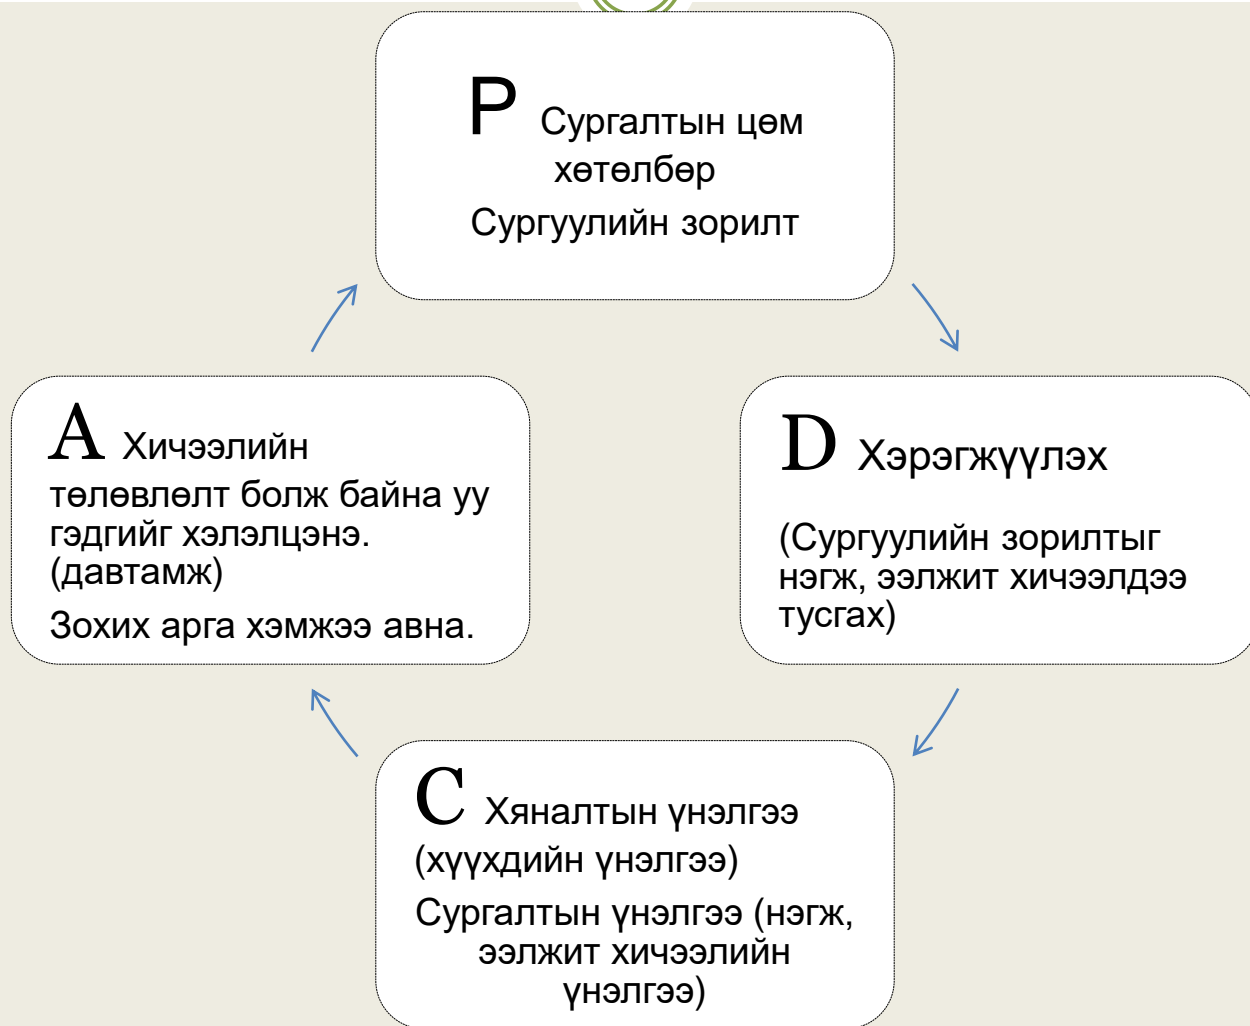 P Сургалтын цөм
хөтөлбөр
Сургуулийн зорилт
A Хичээлийн
төлөвлөлт болж байна уу
гэдгийг хэлэлцэнэ.
(давтамж)
Зохих арга хэмжээ авна.
D Хэрэгжүүлэх
(Сургуулийн зорилтыг
нэгж, ээлжит хичээлдээ
тусгах)
C Хяналтын үнэлгээ
(хүүхдийн үнэлгээ)
Сургалтын үнэлгээ (нэгж,
ээлжит хичээлийн
үнэлгээ)